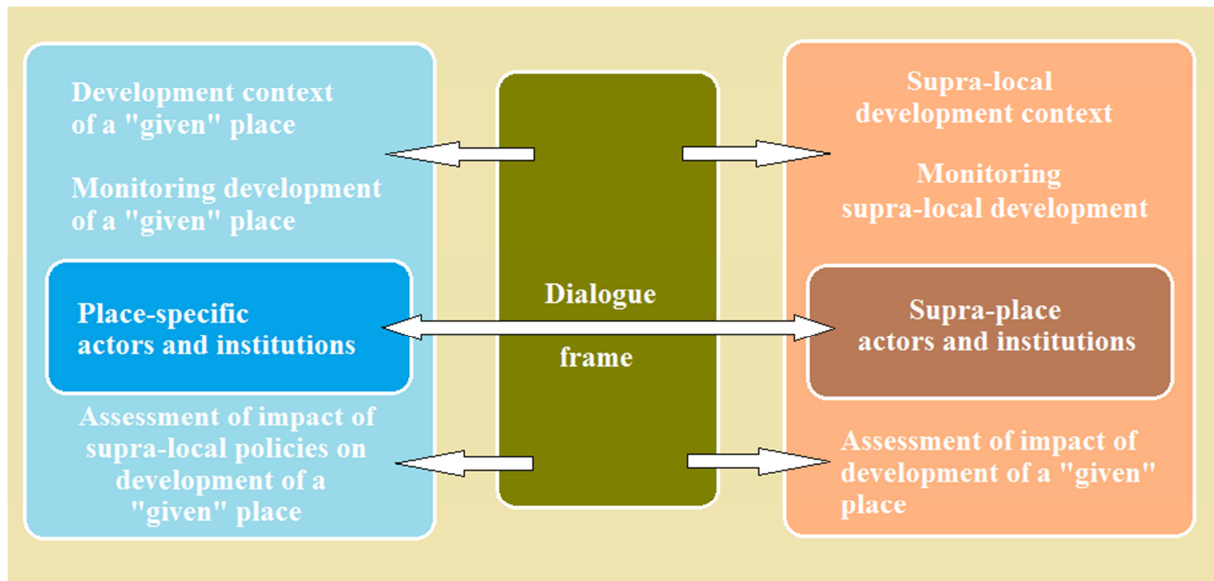 Development context
of a "given" place
Monitoring development
of a "given" place
Place-specific
actors and institutions
Assessment of impact of
supra-local policies on
development of a
"given" place
Dialogue
frame
Supra-local
development context
Monitoring
supra-local development
Supra-place
actors and institutions
Assessment of impact of
development of a "given"
place